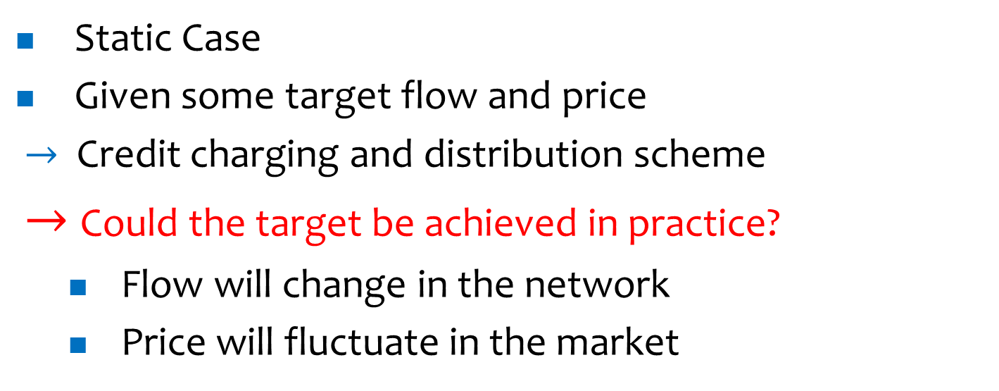 ■ Static Case
■ Given some target flow and price
→ Credit charging and distribution scheme
→ Could the target be achieved in practice?
■ Flow will change in the network
■ Price will fluctuate in the market